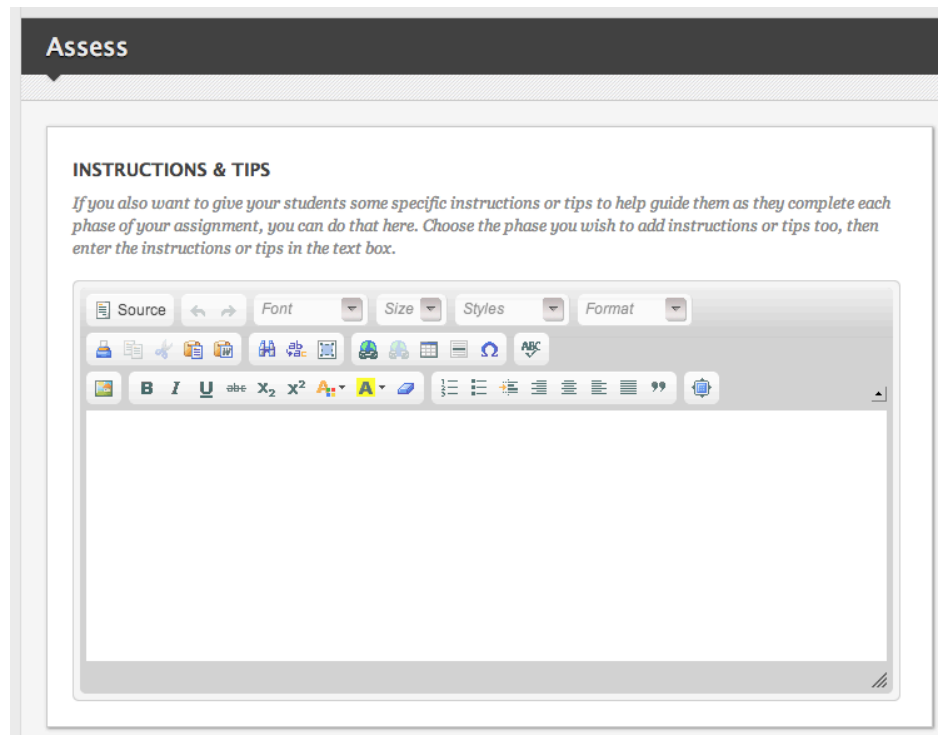 Assess
INSTRUCTIONS & TIPS
If you also want to give your students some specific instructions or tips to help guide them as they complete each
phase of your assignment, you can do that here. Choose the phase you wish to add instructions or tips too, then
enter the instructions or tips in the text box.
Source Font Size Styles Format
ABC
B I U abc X₂ X² A A